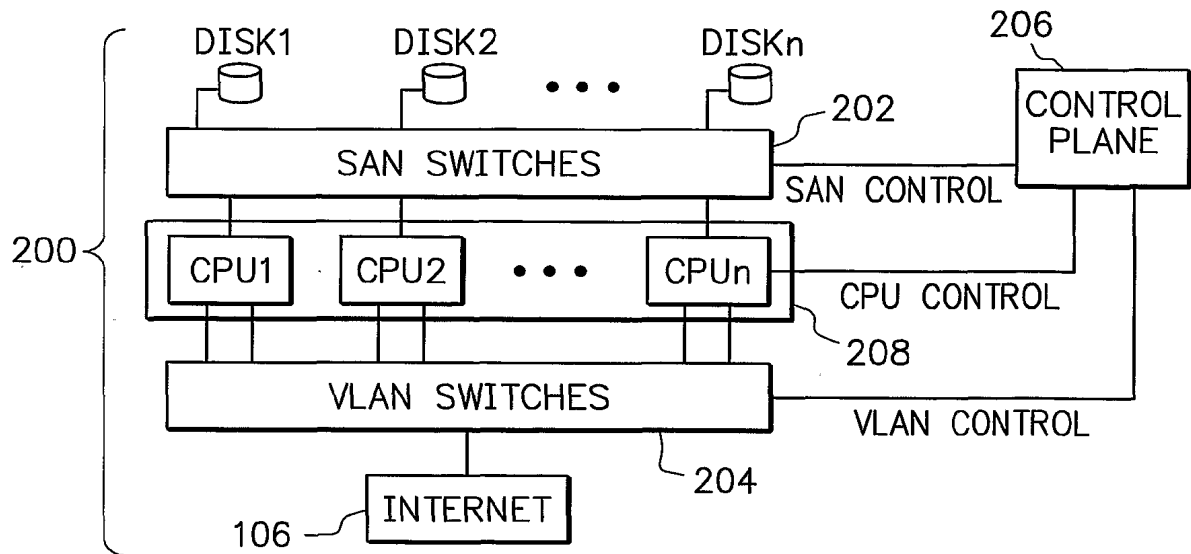 206
DISK1 DISK2 • • • DISKn
CONTROL
PLANE
202
SAN SWITCHES
SAN CONTROL
200
CPU1 CPU2 • • • CPUn
CPU CONTROL
208
VLAN SWITCHES
VLAN CONTROL
204
INTERNET
106